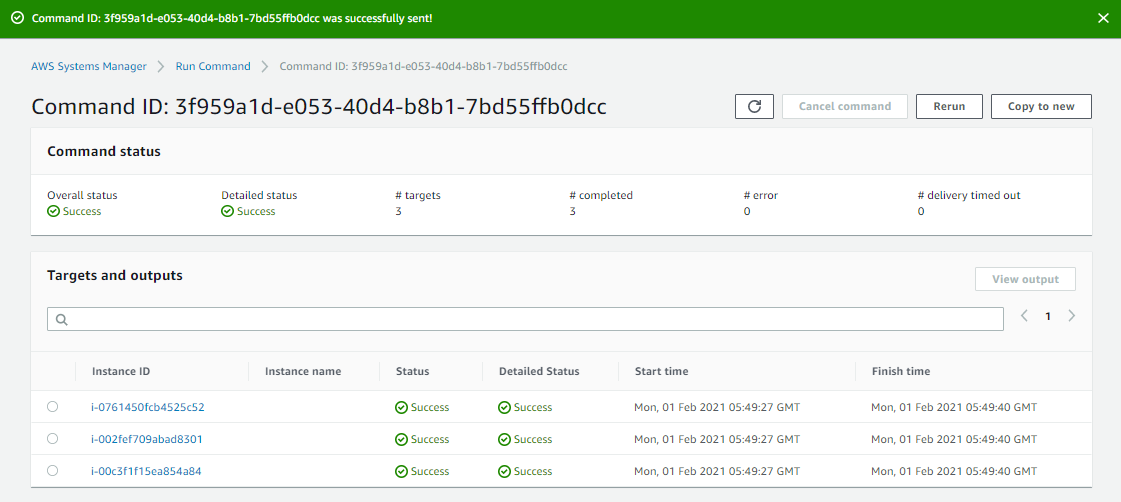 Command ID: 3f959a1d-e053-40d4-b8b1-7bd55ffb0dcc was successfully sent!
AWS Systems Manager Run Command Command ID: 3f959a1d-e053-40d4-b8b1-7bd55ffb0dcc
Command ID: 3f959a1d-e053-40d4-b8b1-7bd55ffb0dcc Cancel command Rerun Copy to new
Command status
Overall status Detailed status # targets # completed # error # delivery timed out
Success Success 3 3 0 0
Targets and outputs View output
1
Instance ID Instance name Status Detailed Status Start time Finish time
i-0761450fcb4525c52 Success Success Mon, 01 Feb 2021 05:49:27 GMT Mon, 01 Feb 2021 05:49:40 GMT
i-002fef709abad8301 Success Success Mon, 01 Feb 2021 05:49:27 GMT Mon, 01 Feb 2021 05:49:40 GMT
i-00c3f1f15ea854a84 Success Success Mon, 01 Feb 2021 05:49:27 GMT Mon, 01 Feb 2021 05:49:40 GMT